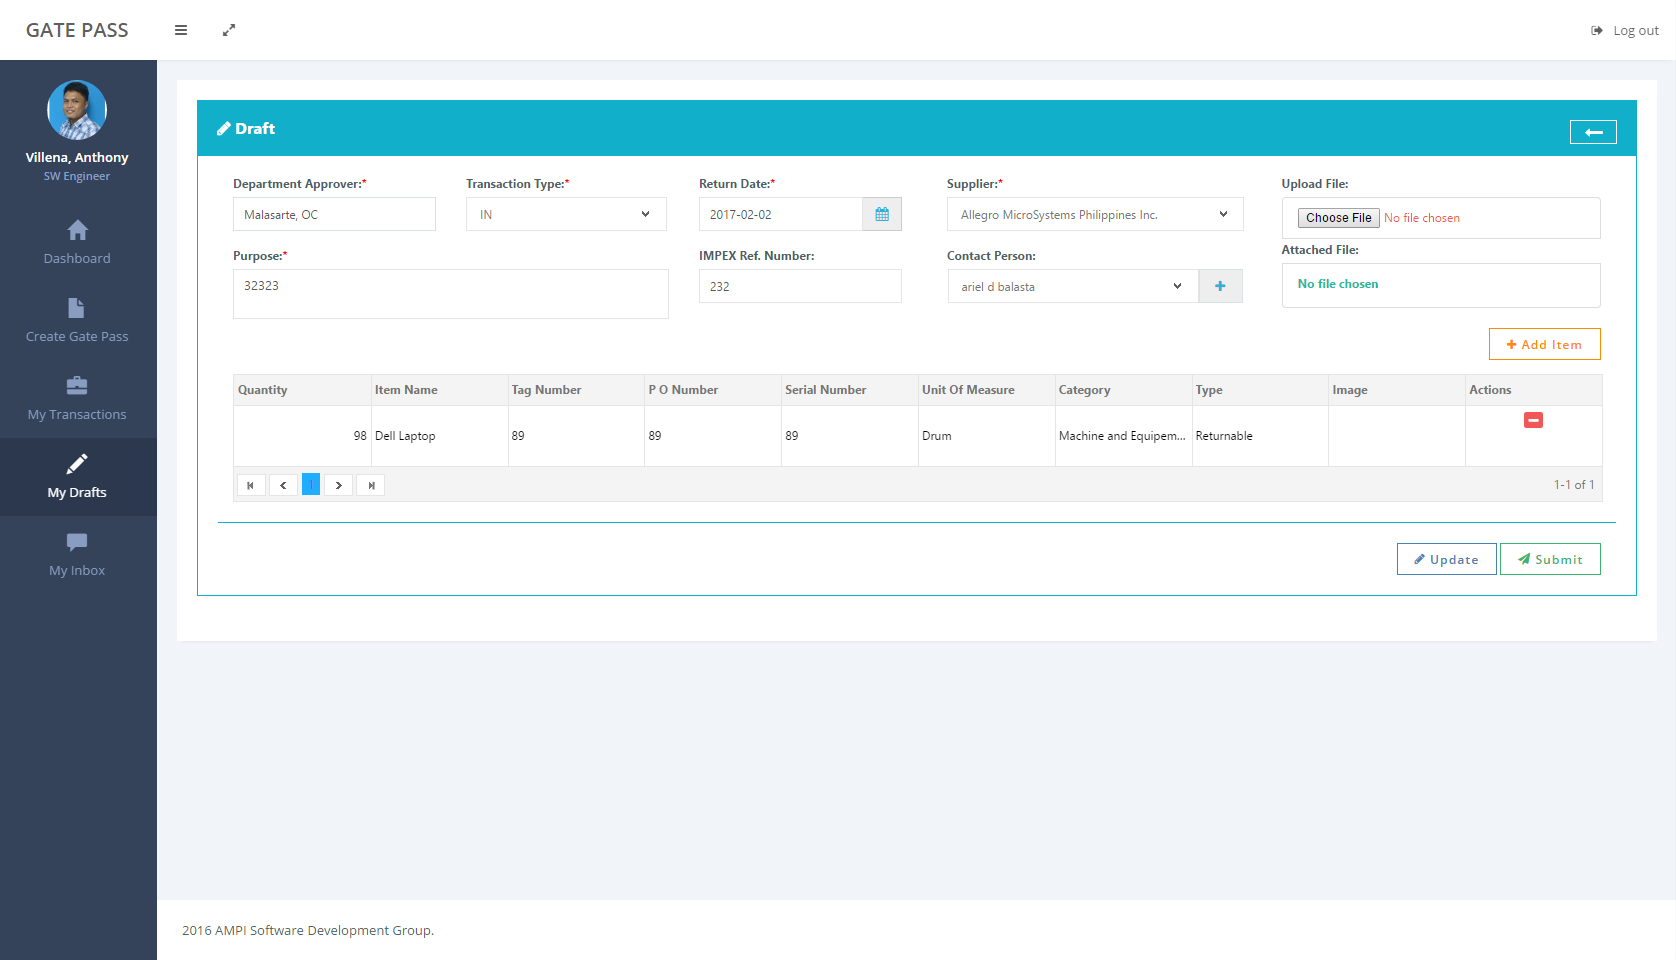 GATE PASS
Log out
Villena, Anthony
SW Engineer
Dashboard
Create Gate Pass
My Transactions
My Drafts
My Inbox
Draft
Department Approver:* Transaction Type:* Return Date:* Supplier:* Upload File:
Malasarte, OC IN 2017-02-02 Allegro MicroSystems Philippines Inc. Choose File No file chosen
Purpose:* IMPEX Ref. Number: Contact Person: Attached File:
32323 232 ariel d balasta No file chosen
+ Add Item
Quantity Item Name Tag Number P O Number Serial Number Unit Of Measure Category Type Image Actions
98 Dell Laptop 89 89 89 Drum Machine and Equipem... Returnable
1 1-1 of 1
Update Submit
2016 AMPI Software Development Group.